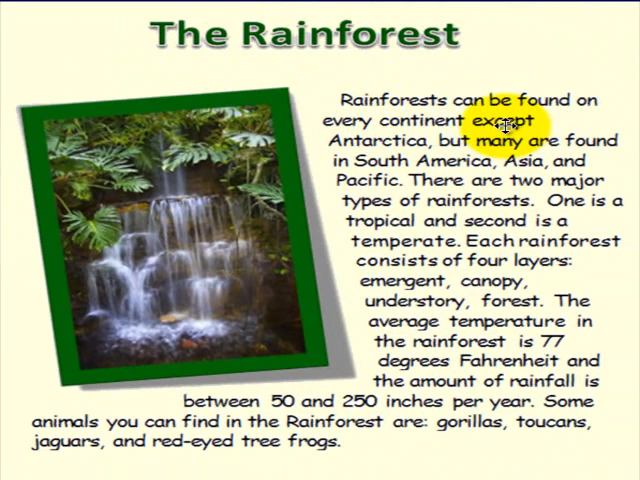 The Rainforest
Rainforests can be found on
every continent except
Antarctica, but many are found
in South America, Asia, and
Pacific. There are two major
types of rainforests. One is a
tropical and second is a
temperate. Each rainforest
consists of four layers:
emergent, canopy,
understory, forest. The
average temperature in
the rainforest is 77
degrees Fahrenheit and
the amount of rainfall is
between 50 and 250 inches per year. Some
animals you can find in the Rainforest are: gorillas, toucans,
jaguars, and red-eyed tree frogs.